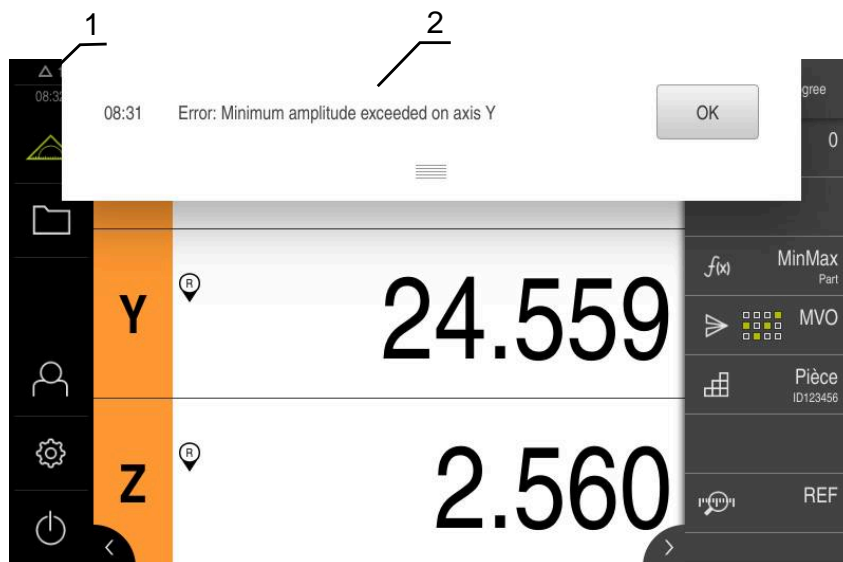 1
2
08:32
08:31 Error: Minimum amplitude exceeded on axis Y OK
gree
0
Y R 24.559
f(x) MinMax
Part
MVO
Pièce
ID123456
Z R 2.560
REF